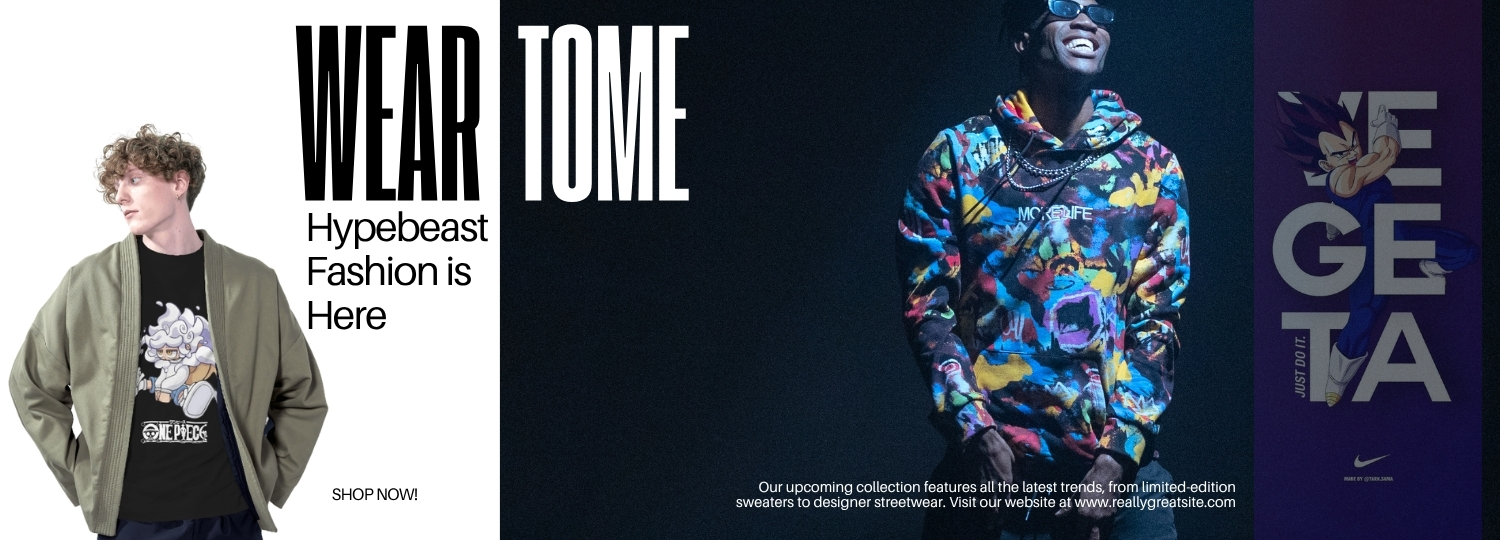 WEAR TOME
Hypebeast
Fashion is
Here
ONE PIECE
SHOP NOW!
MORE LIFE
Our upcoming collection features all the latest trends, from limited-edition
sweaters to designer streetwear. Visit our website at www.reallygreatsite.com
VE
GE
TA
JUST DO IT.